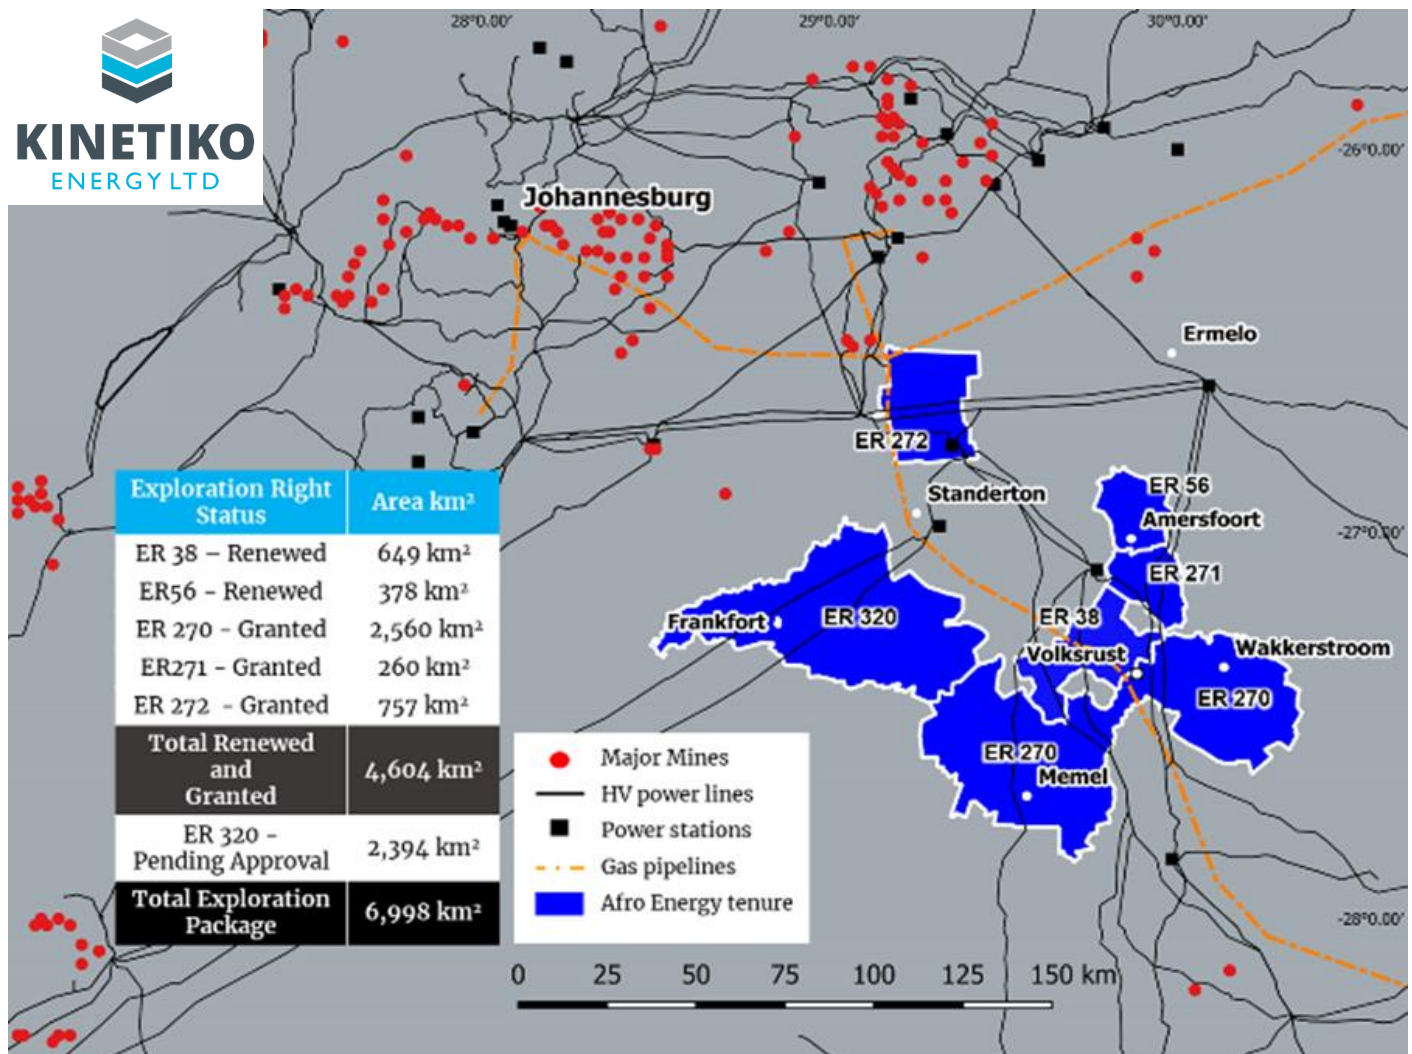 KINETIKO
ENERGY LTD
28°0.00'
29°0.00'
30°0.00'
-26°0.00'
Johannesburg
Ermelo
ER 272
Standerton
ER 56
Amersfoort
-27°0.00'
ER 271
Frankfort
ER 320
ER 38
Volksrust
Wakkerstroom
ER 270
ER 270
Memel
-28°0.00'
Exploration Right
Status
Area km²
ER 38 – Renewed
649 km²
ER56 - Renewed
378 km²
ER 270 - Granted
2,560 km²
ER271 - Granted
260 km²
ER 272 - Granted
757 km²
Total Renewed
and
Granted
4,604 km²
ER 320 -
Pending Approval
2,394 km²
Total Exploration
Package
6,998 km²
Major Mines
HV power lines
Power stations
Gas pipelines
Afro Energy tenure
0 25 50 75 100 125 150 km